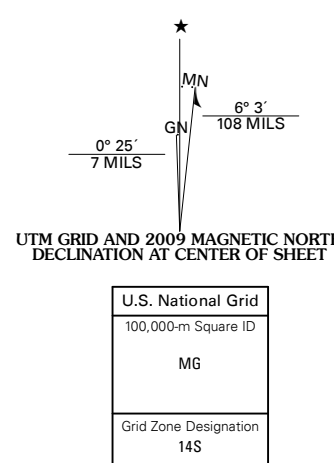 MN
GN
0° 25´
7 MILS
6° 3´
108 MILS
UTM GRID AND 2009 MAGNETIC NORTH
DECLINATION AT CENTER OF SHEET
U.S. National Grid
100,000-m Square ID
MG
Grid Zone Designation
14S